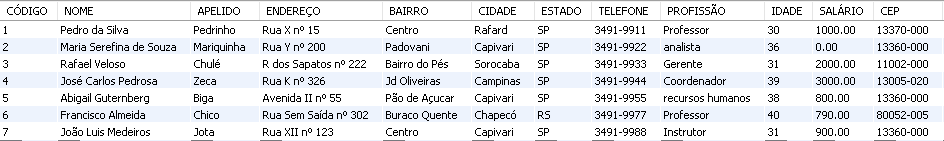 CÓDIGO NOME APELIDO ENDEREÇO BAIRRO CIDADE ESTADO TELEFONE PROFISSÃO IDADE SALÁRIO CEP
1 Pedro da Silva Pedrinho Rua X nº 15 Centro Rafard SP 3491-9911 Professor 30 1000.00 13370-000
2 Maria Serefina de Souza Mariquinha Rua Y nº 200 Padovani Capivari SP 3491-9922 analista 36 0.00 13360-000
3 Rafael Veloso Chulé R dos Sapatos nº 222 Bairro do Pés Sorocaba SP 3491-9933 Gerente 31 2000.00 11002-000
4 José Carlos Pedrosa Zeca Rua K nº 326 Jd Oliveiras Campinas SP 3491-9944 Coordenador 39 3000.00 13005-020
5 Abigail Guternberg Biga Avenida II nº 55 Pão de Açucar Capivari SP 3491-9955 recursos humanos 38 800.00 13360-000
6 Francisco Almeida Chico Rua Sem Saída nº 302 Buraco Quente Chapecó RS 3491-9977 Professor 40 790.00 80052-005
7 João Luis Medeiros Jota Rua XII nº 123 Centro Capivari SP 3491-9988 Instrutor 31 900.00 13360-000